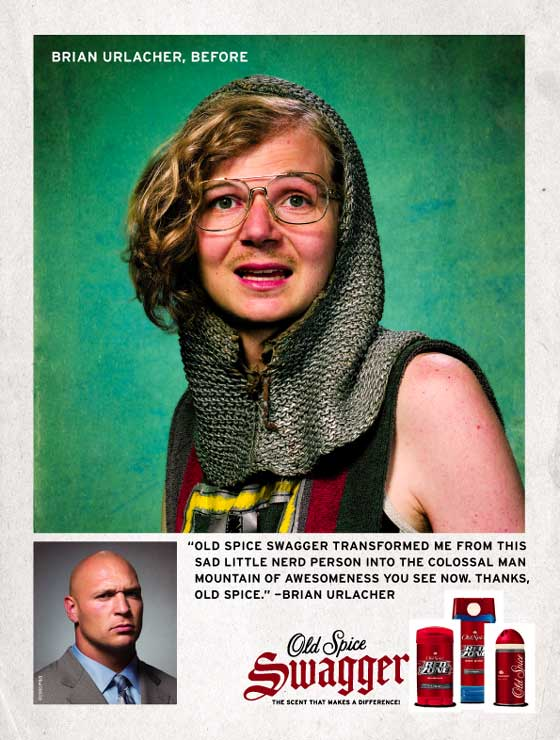 BRIAN URLACHER, BEFORE
“OLD SPICE SWAGGER TRANSFORMED ME FROM THIS
SAD LITTLE NERD PERSON INTO THE COLOSSAL MAN
MOUNTAIN OF AWESOMENESS YOU SEE NOW. THANKS,
OLD SPICE.” –BRIAN URLACHER
Old Spice
Swagger
THE SCENT THAT MAKES A DIFFERENCE!
Old Spice
RED
ZONE
Old Spice
RED
ZONE
Old Spice